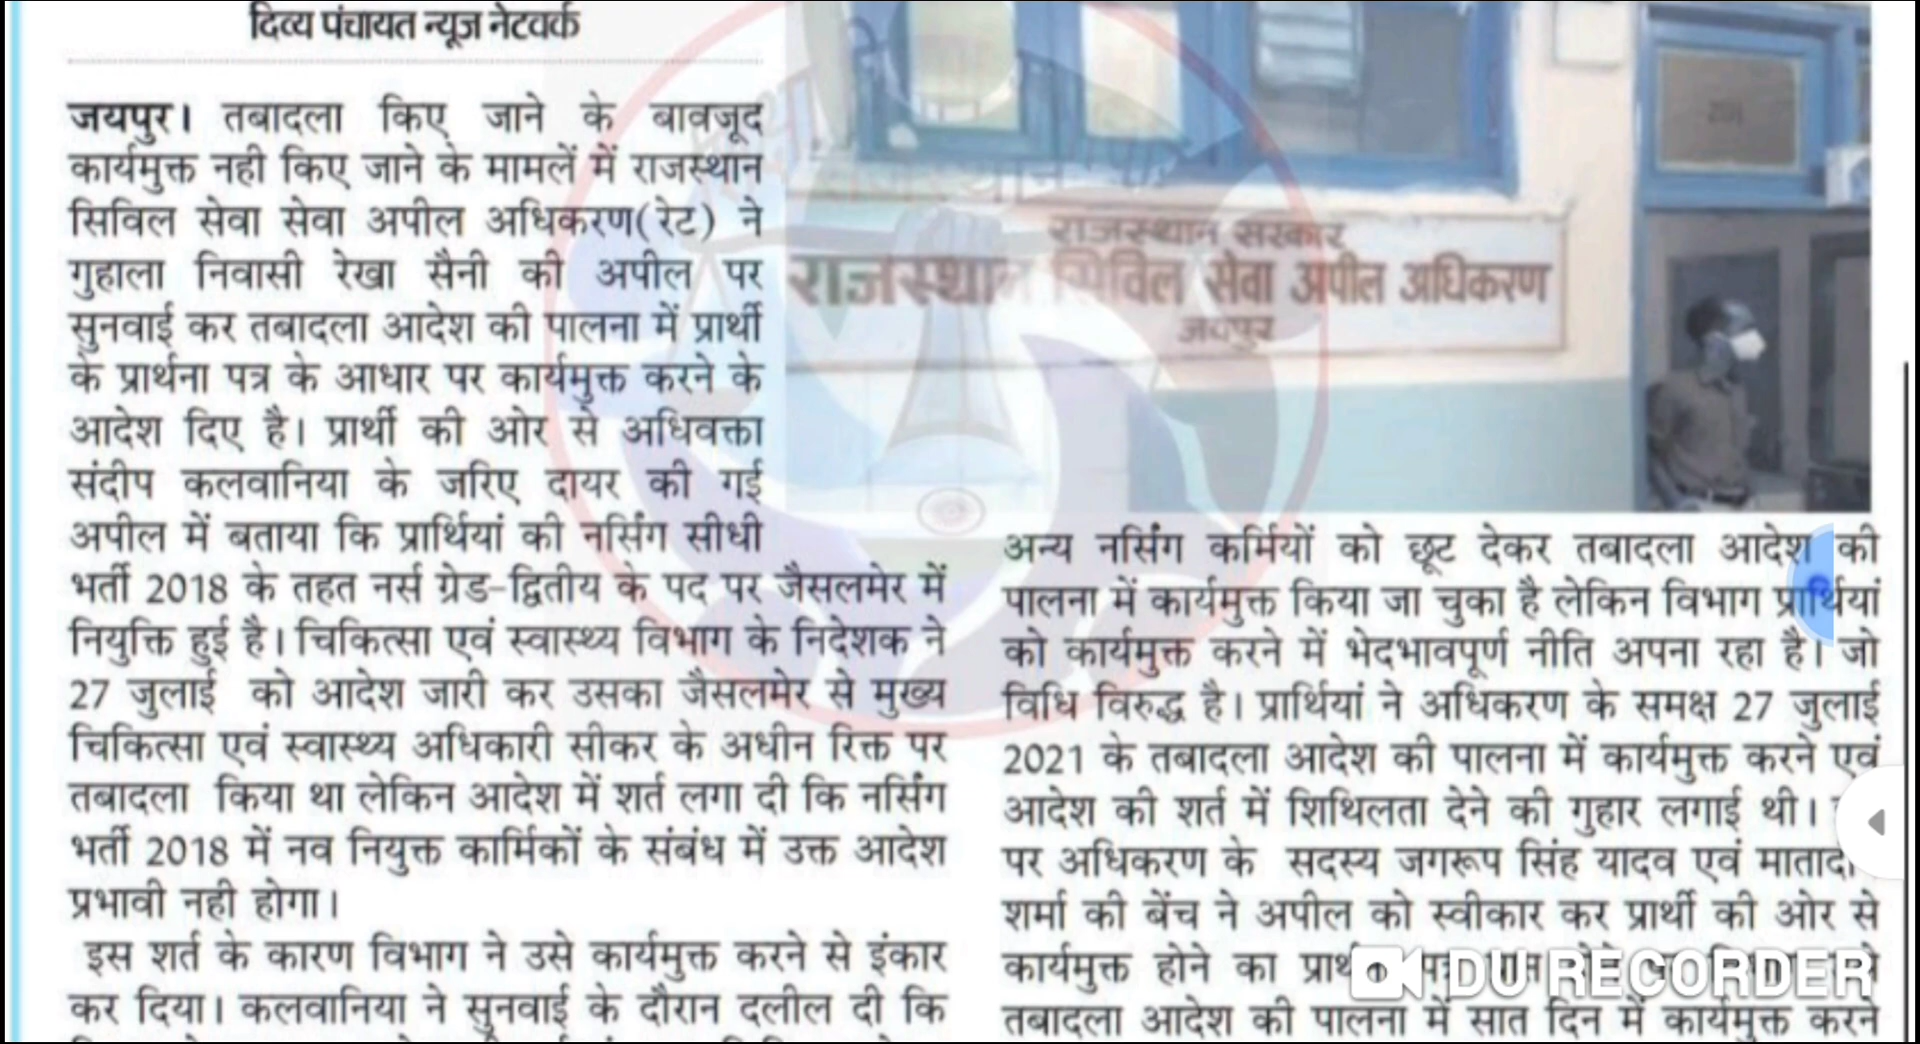 दिव्य पंचायत न्यूज नेटवर्क
जयपुर। तबादला किए जाने के बावजूद
कार्यमुक्त नही किए जाने के मामलें में राजस्थान
सिविल सेवा सेवा अपील अधिकरण(रेट) ने
गुहाला निवासी रेखा सैनी की अपील पर
सुनवाई कर तबादला आदेश की पालना में प्रार्थी
के प्रार्थना पत्र के आधार पर कार्यमुक्त करने के
आदेश दिए है। प्रार्थी की ओर से अधिवक्ता
संदीप कलवानिया के जरिए दायर की गई
अपील में बताया कि प्रार्थियां की नर्सिंग सीधी
भर्ती 2018 के तहत नर्स ग्रेड-द्वितीय के पद पर जैसलमेर में
नियुक्ति हुई है। चिकित्सा एवं स्वास्थ्य विभाग के निदेशक ने
27 जुलाई को आदेश जारी कर उसका जैसलमेर से मुख्य
चिकित्सा एवं स्वास्थ्य अधिकारी सीकर के अधीन रिक्त पर
तबादला किया था लेकिन आदेश में शर्त लगा दी कि नर्सिंग
भर्ती 2018 में नव नियुक्त कार्मिकों के संबंध में उक्त आदेश
प्रभावी नही होगा।
इस शर्त के कारण विभाग ने उसे कार्यमुक्त करने से इंकार
कर दिया। कलवानिया ने सुनवाई के दौरान दलील दी कि
राजस्थान सरकार
राजस्थान सिविल सेवा अपील अधिकरण
जयपुर
अन्य नर्सिंग कर्मियों को छूट देकर तबादला आदेश की
पालना में कार्यमुक्त किया जा चुका है लेकिन विभाग प्रार्थियां
को कार्यमुक्त करने में भेदभावपूर्ण नीति अपना रहा है। जो
विधि विरुद्ध है। प्रार्थियां ने अधिकरण के समक्ष 27 जुलाई
2021 के तबादला आदेश की पालना में कार्यमुक्त करने एवं
आदेश की शर्त में शिथिलता देने की गुहार लगाई थी।
पर अधिकरण के सदस्य जगरूप सिंह यादव एवं
शर्मा की बेंच ने अपील को स्वीकार कर प्रार्थी की ओर से
कार्यमुक्त होने का
DU RECORDER
तबादला आदेश की पालना में सात दिन में कार्यमुक्त करने